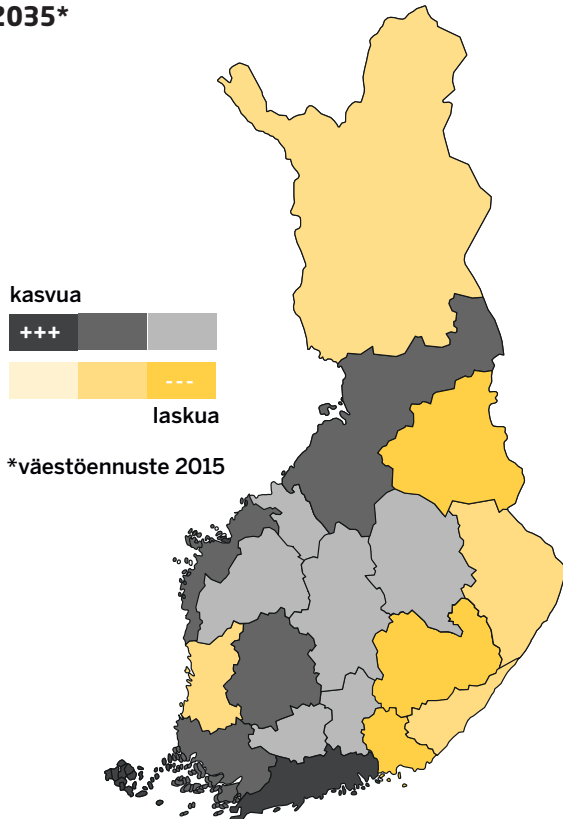 2035*
kasvua
+++
---
laskua
*väestöennuste 2015